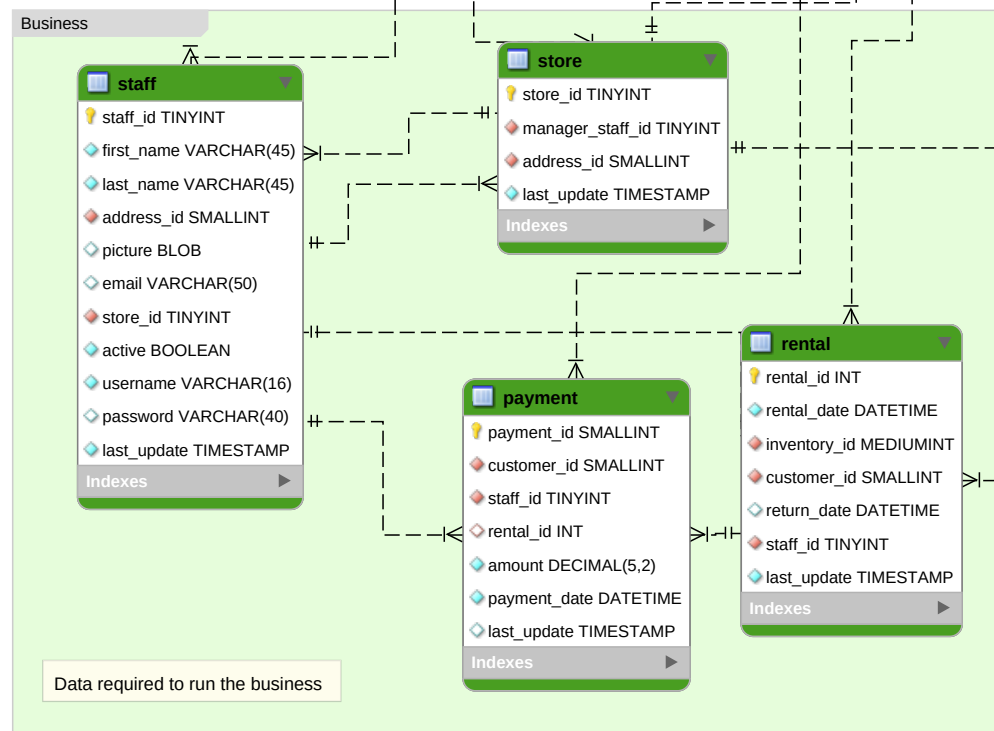 Business
staff
staff_id TINYINT
first_name VARCHAR(45)
last_name VARCHAR(45)
address_id SMALLINT
picture BLOB
email VARCHAR(50)
store_id TINYINT
active BOOLEAN
username VARCHAR(16)
password VARCHAR(40)
last_update TIMESTAMP
Indexes
store
store_id TINYINT
manager_staff_id TINYINT
address_id SMALLINT
last_update TIMESTAMP
Indexes
payment
payment_id SMALLINT
customer_id SMALLINT
staff_id TINYINT
rental_id INT
amount DECIMAL(5,2)
payment_date DATETIME
last_update TIMESTAMP
Indexes
rental
rental_id INT
rental_date DATETIME
inventory_id MEDIUMINT
customer_id SMALLINT
return_date DATETIME
staff_id TINYINT
last_update TIMESTAMP
Indexes
Data required to run the business